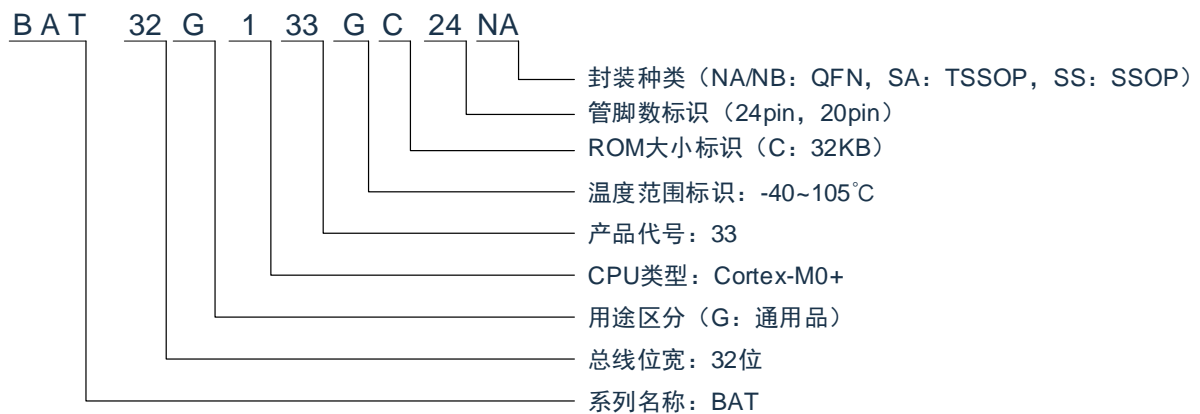 BAT 32 G 1 33 G C 24 NA
封装种类（NA/NB：QFN，SA：TSSOP，SS：SSOP）
管脚数标识（24pin，20pin）
ROM大小标识（C：32KB）
温度范围标识：-40~105℃
产品代号：33
CPU类型：Cortex-M0+
用途区分（G：通用品）
总线位宽：32位
系列名称：BAT